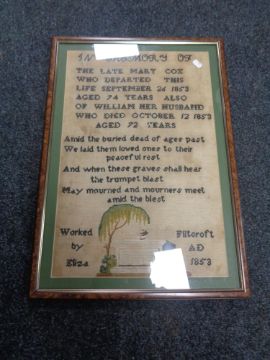 IN MEMORY OF
THE LATE MARY COX
WHO DEPARTED THIS
LIFE SEPTEMBER 26 1853
AGED 74 YEARS ALSO
OF WILLIAM HER HUSBAND
WHO DIED OCTOBER 12 1853
AGED 72 YEARS
Amid the buried dead of ages past
We laid them loved ones to their
peaceful rest
And when these graves shall hear
the trumpet blast
May mourned and mourners meet
amid the blest
Worked Filtcroft
by AD
Eliza 1853